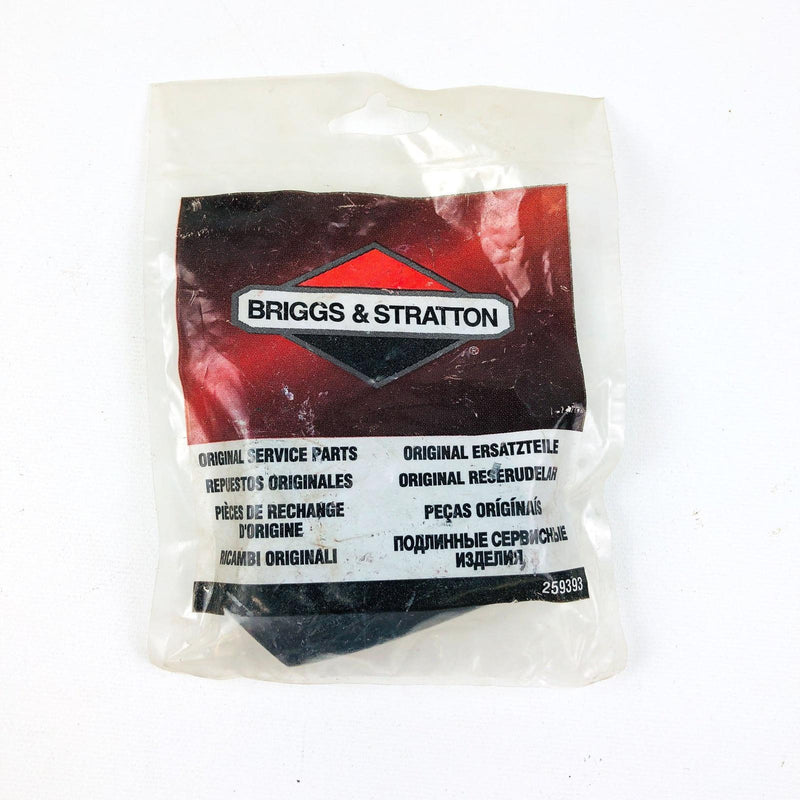 BRIGGS & STRATTON
®
ORIGINAL SERVICE PARTS
REPUESTOS ORIGINALES
PIÈCES DE RECHANGE
D'ORIGINE
RICAMBI ORIGINALI
ORIGINAL ERSATZTEILE
ORIGINAL RESERUDELAR
PEÇAS ORÍGÍNAÍS
ПОДЛИННЫЕ СЕРВИСНЫЕ
ИЗДЕЛИЯ
259393